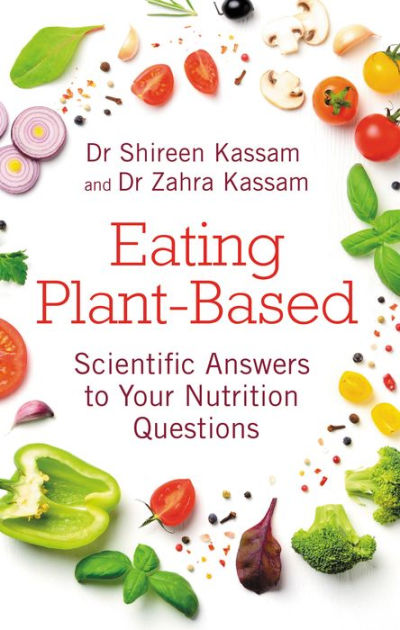 Dr Shireen Kassam
and Dr Zahra Kassam
Eating
Plant-Based
Scientific Answers
to Your Nutrition
Questions